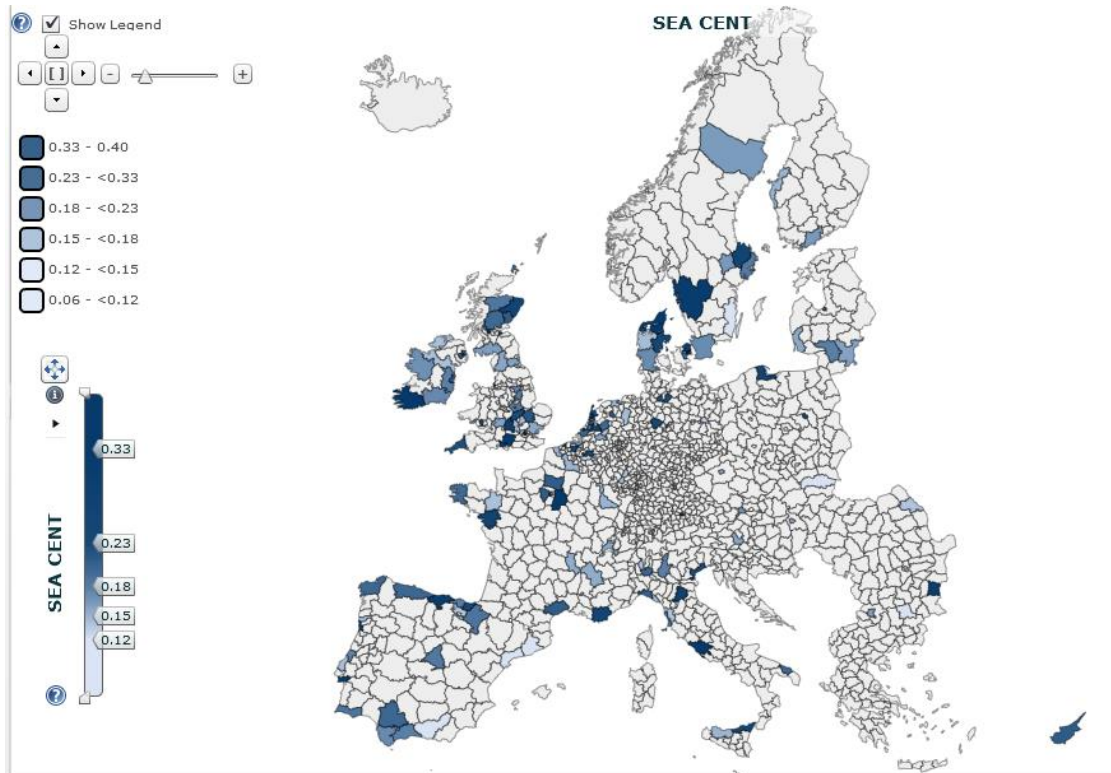 Show Legend
SEA CENT
0.33 - 0.40
0.23 - <0.33
0.18 - <0.23
0.15 - <0.18
0.12 - <0.15
0.06 - <0.12
0.33
0.23
0.18
0.15
0.12
SEA CENT